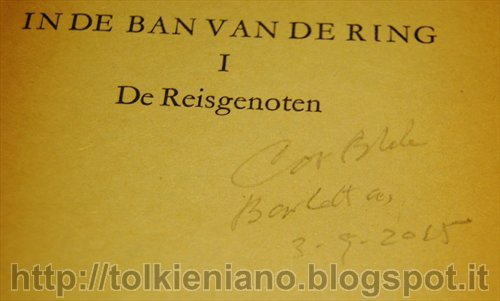 IN DE BAN VAN DE RING
I
De Reisgenoten
Cor Blok
Barletta,
3-9-2015
http://tolkieniano.blogspot.it